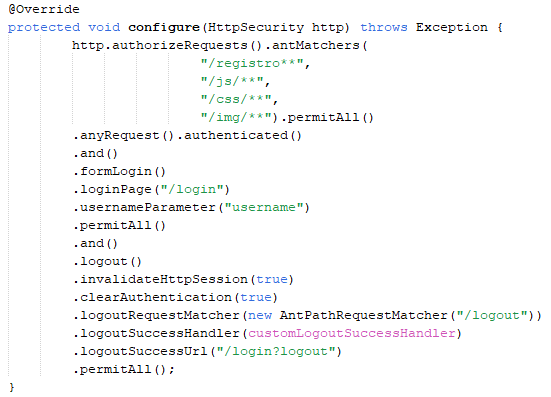 @Override
protected void configure(HttpSecurity http) throws Exception {
http.authorizeRequests().antMatchers(
"/registro**",
"/js/**",
"/css/**",
"/img/**").permitAll()
.anyRequest().authenticated()
.and()
.formLogin()
.loginPage("/login")
.usernameParameter("username")
.permitAll()
.and()
.logout()
.invalidateHttpSession(true)
.clearAuthentication(true)
.logoutRequestMatcher(new AntPathRequestMatcher("/logout"))
.logoutSuccessHandler(customLogoutSuccessHandler)
.logoutSuccessUrl("/login?logout")
.permitAll();
}